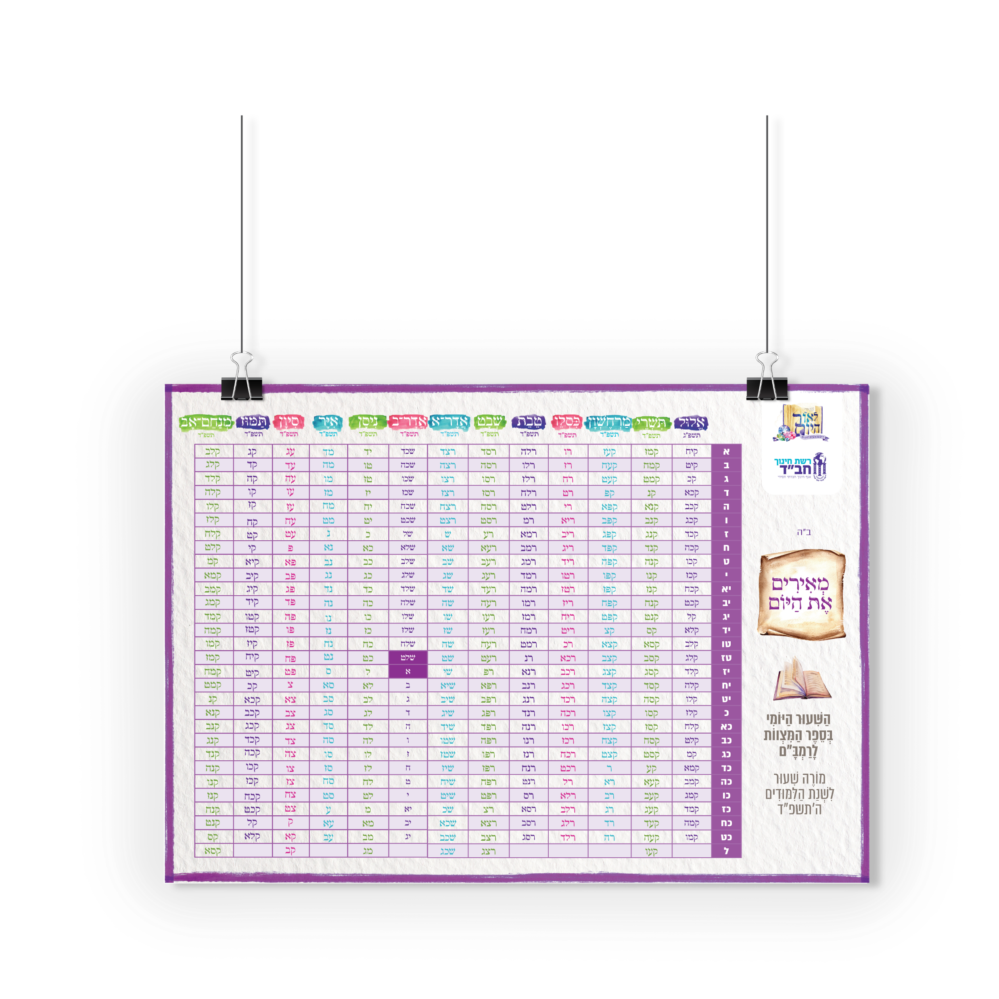 לאור היום
רשת חינוך
חב"ד
אגף חינוך חברתי חסידי
ב"ה
מְאִירִים
אֶת הַיּוֹם
הַשִּׁעוּר הַיּוֹמִי
בְּסֵפֶר הַמִּצְווֹת
לָרַמְבָּ"ם
מוֹרֶה שִׁעוּר
לִשְׁנַת הַלִּמּוּדִים
ה'תשפ"ד
אֱלוּל תִּשְׁרֵי מַרְחֶשְׁוָן כִּסְלֵו טֵבֵת שְׁבָט אֲדָר-א אֲדָר-ב נִיסָן אִיָּר סִיוָן תַּמּוּז מְנַחֵם-אָב
תשפ"ג תשפ"ד תשפ"ד תשפ"ד תשפ"ד תשפ"ד תשפ"ד תשפ"ד תשפ"ד תשפ"ד תשפ"ד תשפ"ד תשפ"ד
א קיח קמז קעז רו רלה רסד רצד שכד יד מד עג קג קלב
ב קיט קמח קעח רז רלו רסה רצה שכה טו מה עד קד קלג
ג קכ קמט קעט רח רלז רסו רצו שכו טז מו עה קה קלד
ד קכא קנ קפ רט רלח רסז רצז שכז יז מז עו קו קלה
ה קכב קנא קפא רי רלט רסח רצח שכח יח מח עז קז קלו
ו קכג קנב קפב ריא רמ רסט רצט שכט יט מט עח קח קלז
ז קכד קנג קפג ריב רמא רע ש של כ נ עט קט קלח
ח קכה קנד קפד ריג רמב רעא שא שלא כא נא פ קי קלט
ט קכו קנה קפה ריד רמג רעב שב שלב כב נב פא קיא קמ
י קכז קנו קפו רטו רמד רעג שג שלג כג נג פב קיב קמא
יא קכח קנז קפז רטז רמה רעד שד שלד כד נד פג קיג קמב
יב קכט קנח קפח ריז רמו רעה שה שלה כה נה פד קיד קמג
יג קל קנט קפט ריח רמז רעו שו שלו כו נו פה קטו קמד
יד קלא קס קצ ריט רמח רעז שז שלז כז נז פו קטז קמה
טו קלב קסא קצא רכ רמט רעח שח שלח כח נח פז קיז קמו
טז קלג קסב קצב רכא רנ רעט שט שלט כט נט פח קיח קמז
יז קלד קסג קצג רכב רנא רפ שי א ל ס פט קיט קמח
יח קלה קסד קצד רכג רנב רפא שיא ב לא סא צ קכ קמט
יט קלו קסה קצה רכד רנג רפב שיב ג לב סב צא קכא קנ
כ קלז קסו קצו רכה רנד רפג שיג ד לג סג צב קכב קנא
כא קלח קסז קצז רכו רנה רפד שיד ה לד סד צג קכג קנב
כב קלט קסח קצח רכז רנו רפה שטו ו לה סה צד קכד קנג
כג קמ קסט קצט רכח רנז רפו שטז ז לו סו צה קכה קנד
כד קמא קע ר רכט רנח רפז שיז ח לז סז צו קכו קנה
כה קמב קעא רא רל רנט רפח שיח ט לח סח צז קכז קנו
כו קמג קעב רב רלא רס רפט שיט י לט סט צח קכח קנז
כז קמד קעג רג רלב רסא רצ שכ יא מ ע צט קכט קנח
כח קמה קעד רד רלג רסב רצא שכא יב מא עא ק קל קנט
כט קמו קעה רה רלד רסג רצב שכב יג מב עב קא קלא קס
ל קעו רצג שכג מג קב קסא